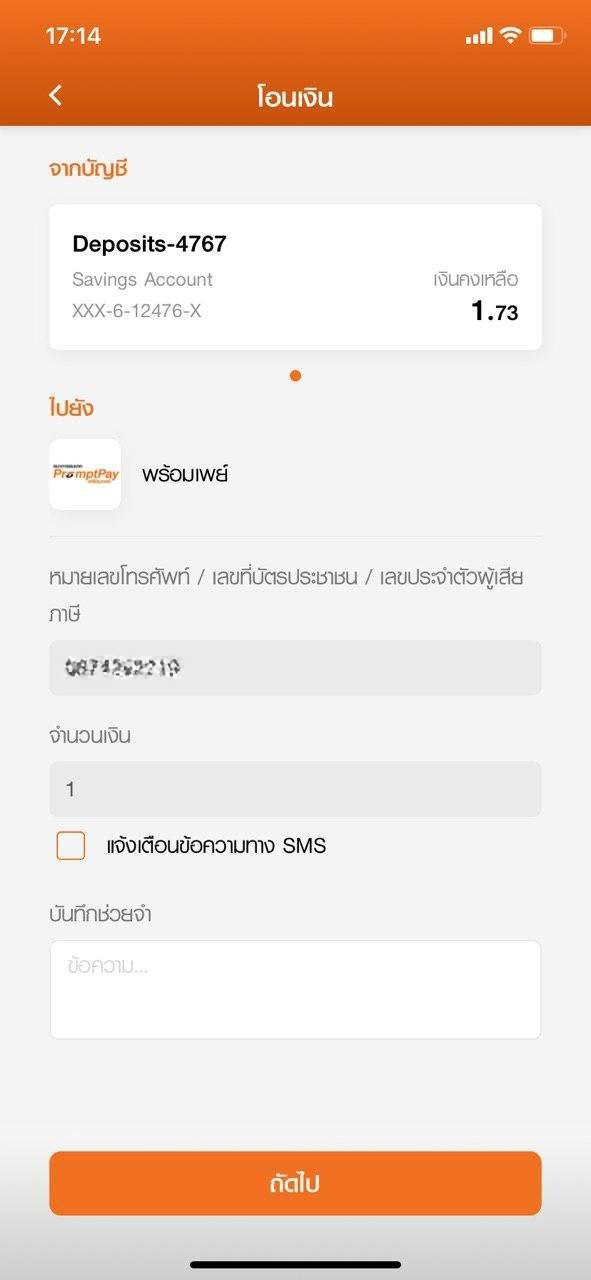 17:14
โอนเงิน
จากบัญชี
Deposits-4767
Savings Account
เงินคงเหลือ
XXX-6-12476-X
1.73
ไปยัง
PromptPay
พร้อมเพย์
พร้อมเพย์
หมายเลขโทรศัพท์ / เลขที่บัตรประชาชน / เลขประจำตัวผู้เสีย
ภาษี
จำนวนเงิน
1
แจ้งเตือนข้อความทาง SMS
บันทึกช่วยจำ
ข้อความ...
ถัดไป